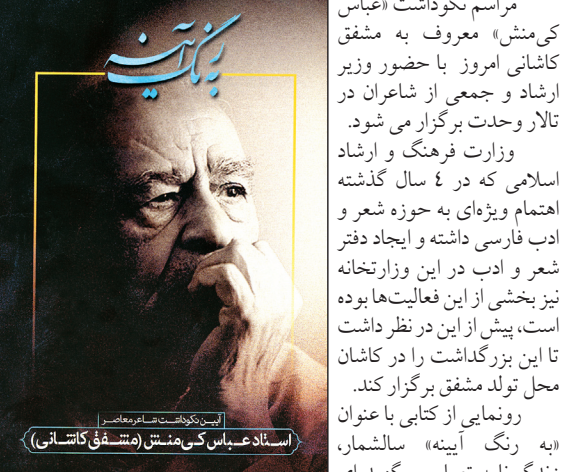 مراسم نکوداشت «عباس
کی‌منش» معروف به مشفق
کاشانی امروز با حضور وزیر
ارشاد و جمعی از شاعران در
تالار وحدت برگزار می شود.
وزارت فرهنگ و ارشاد
اسلامی که در ٤ سال گذشته
اهتمام ویژه‌ای به حوزه شعر و
ادب فارسی داشته و ایجاد دفتر
شعر و ادب در این وزارتخانه
نیز بخشی از این فعالیت‌ها بوده
است، پیش از این در نظر داشت
تا این بزرگداشت را در کاشان
محل تولد مشفق برگزار کند.
رونمایی از کتابی با عنوان
«به رنگ آیینه» سالشمار،
به رنگ آینه
آیین نکوداشت شاعر معاصر
استاد عباس کی‌منش (مشفق کاشانی)